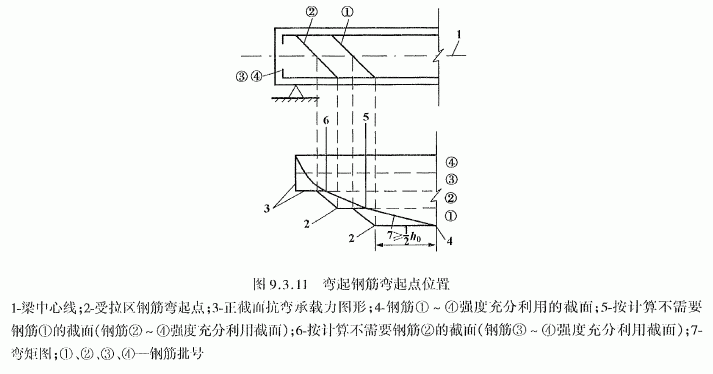 ② ①
1
③ ④
6 5
④
③
②
①
3
2
2
7
≥1/2h₀
4
图 9.3.11 弯起钢筋弯起点位置
1-梁中心线;2-受拉区钢筋弯起点;3-正截面抗弯承载力图形;4-钢筋①~④强度充分利用的截面;5-按计算不需要
钢筋①的截面(钢筋②~④强度充分利用截面);6-按计算不需要钢筋②的截面(钢筋③~④强度充分利用截面);7-
弯矩图;①、②、③、④—钢筋批号